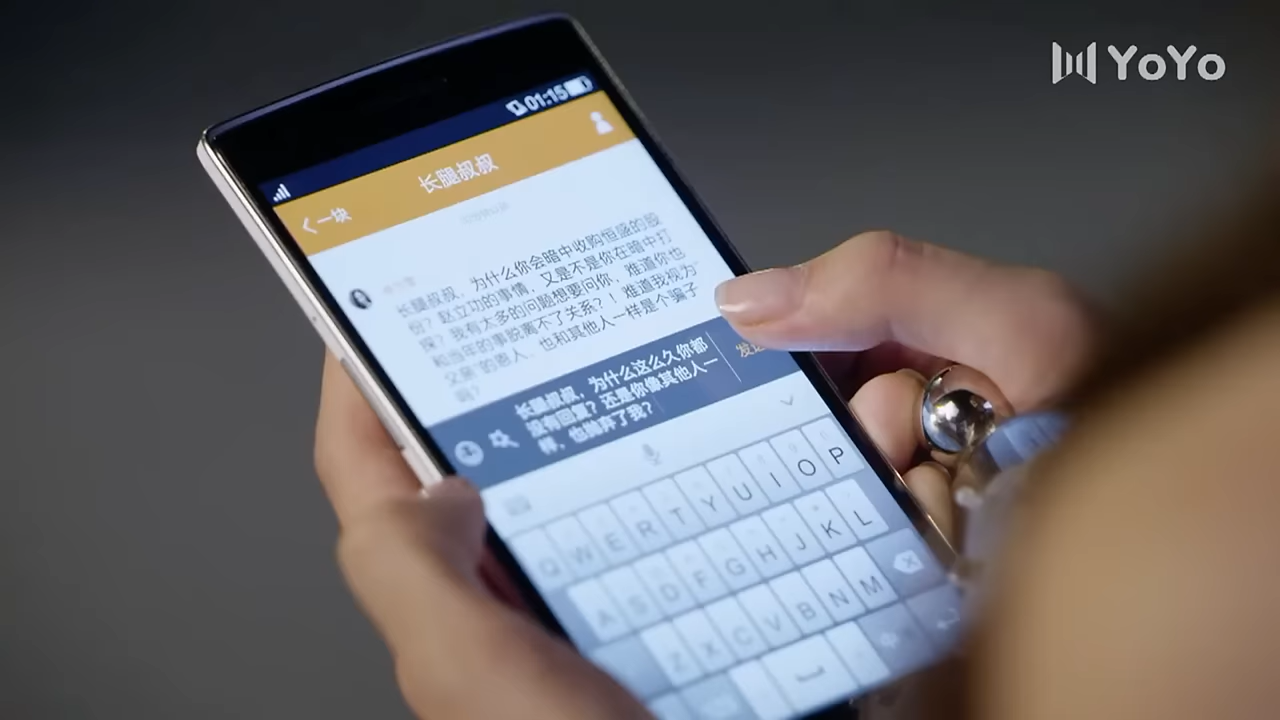 YoYo
01:15
长腿叔叔
一块
长腿叔叔，为什么你会暗中收购恒盛的股
份？赵立功的事情，又是不是你在暗中打
探？我有太多的问题想要问你，难道你也
和当年的事脱离不了关系？！难道我视为“
父亲”的恩人，也和其他人一样是个骗子
吗？
长腿叔叔，为什么这么久你都
没有回复？还是你像其他人一
样，也抛弃了我？
发送
Q W E R T Y U I O P
A S D F G H J K L
Z X C V B N M
中